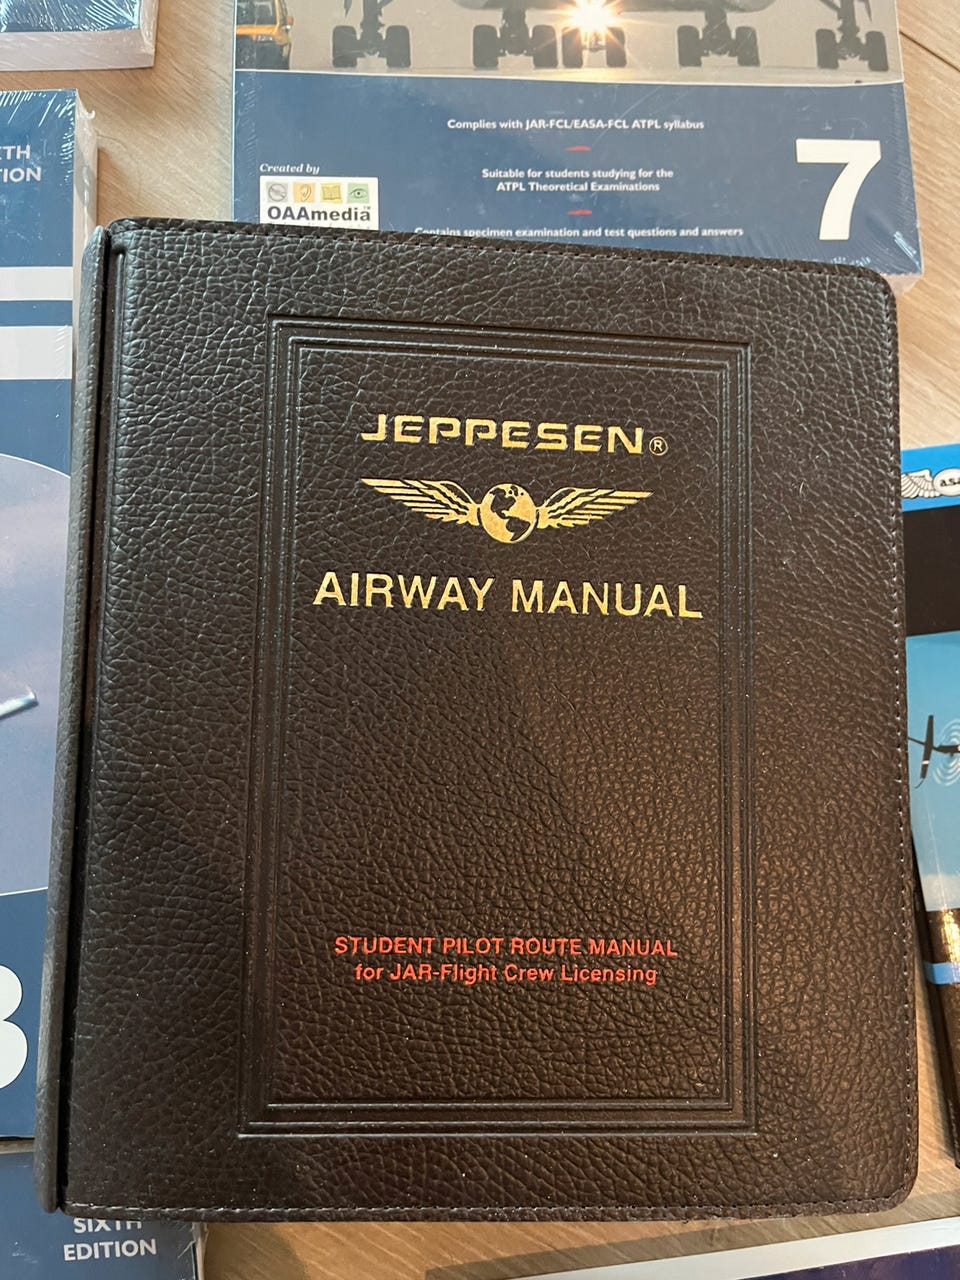 Complies with JAR-FCL/EASA-FCL ATPL syllabus
Created by
OAAmedia
Suitable for students studying for the
ATPL Theoretical Examinations
Contains specimen examination and test questions and answers
7
JEPPESEN®
AIRWAY MANUAL
STUDENT PILOT ROUTE MANUAL
for JAR-Flight Crew Licensing
SIXTH
EDITION